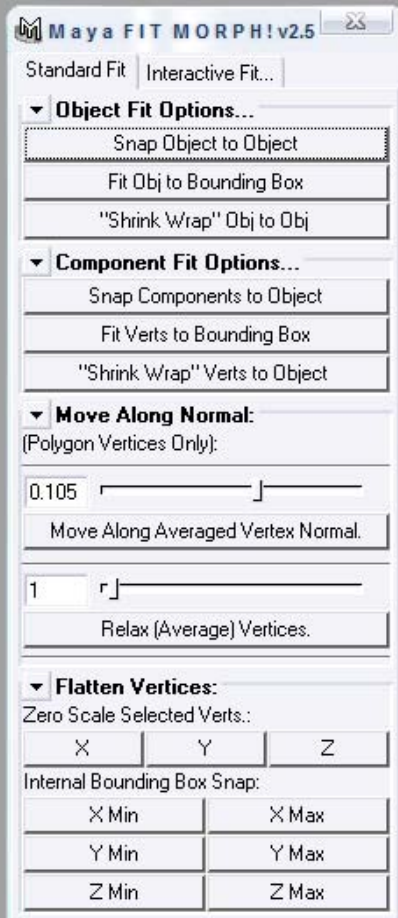 Maya FIT MORPH! v2.5
Standard Fit Interactive Fit...
Object Fit Options...
Snap Object to Object
Fit Obj to Bounding Box
"Shrink Wrap" Obj to Obj
Component Fit Options...
Snap Components to Object
Fit Verts to Bounding Box
"Shrink Wrap" Verts to Object
Move Along Normal:
(Polygon Vertices Only):
0.105
Move Along Averaged Vertex Normal.
1
Relax (Average) Vertices.
Flatten Vertices:
Zero Scale Selected Verts.:
X Y Z
Internal Bounding Box Snap:
X Min X Max
Y Min Y Max
Z Min Z Max